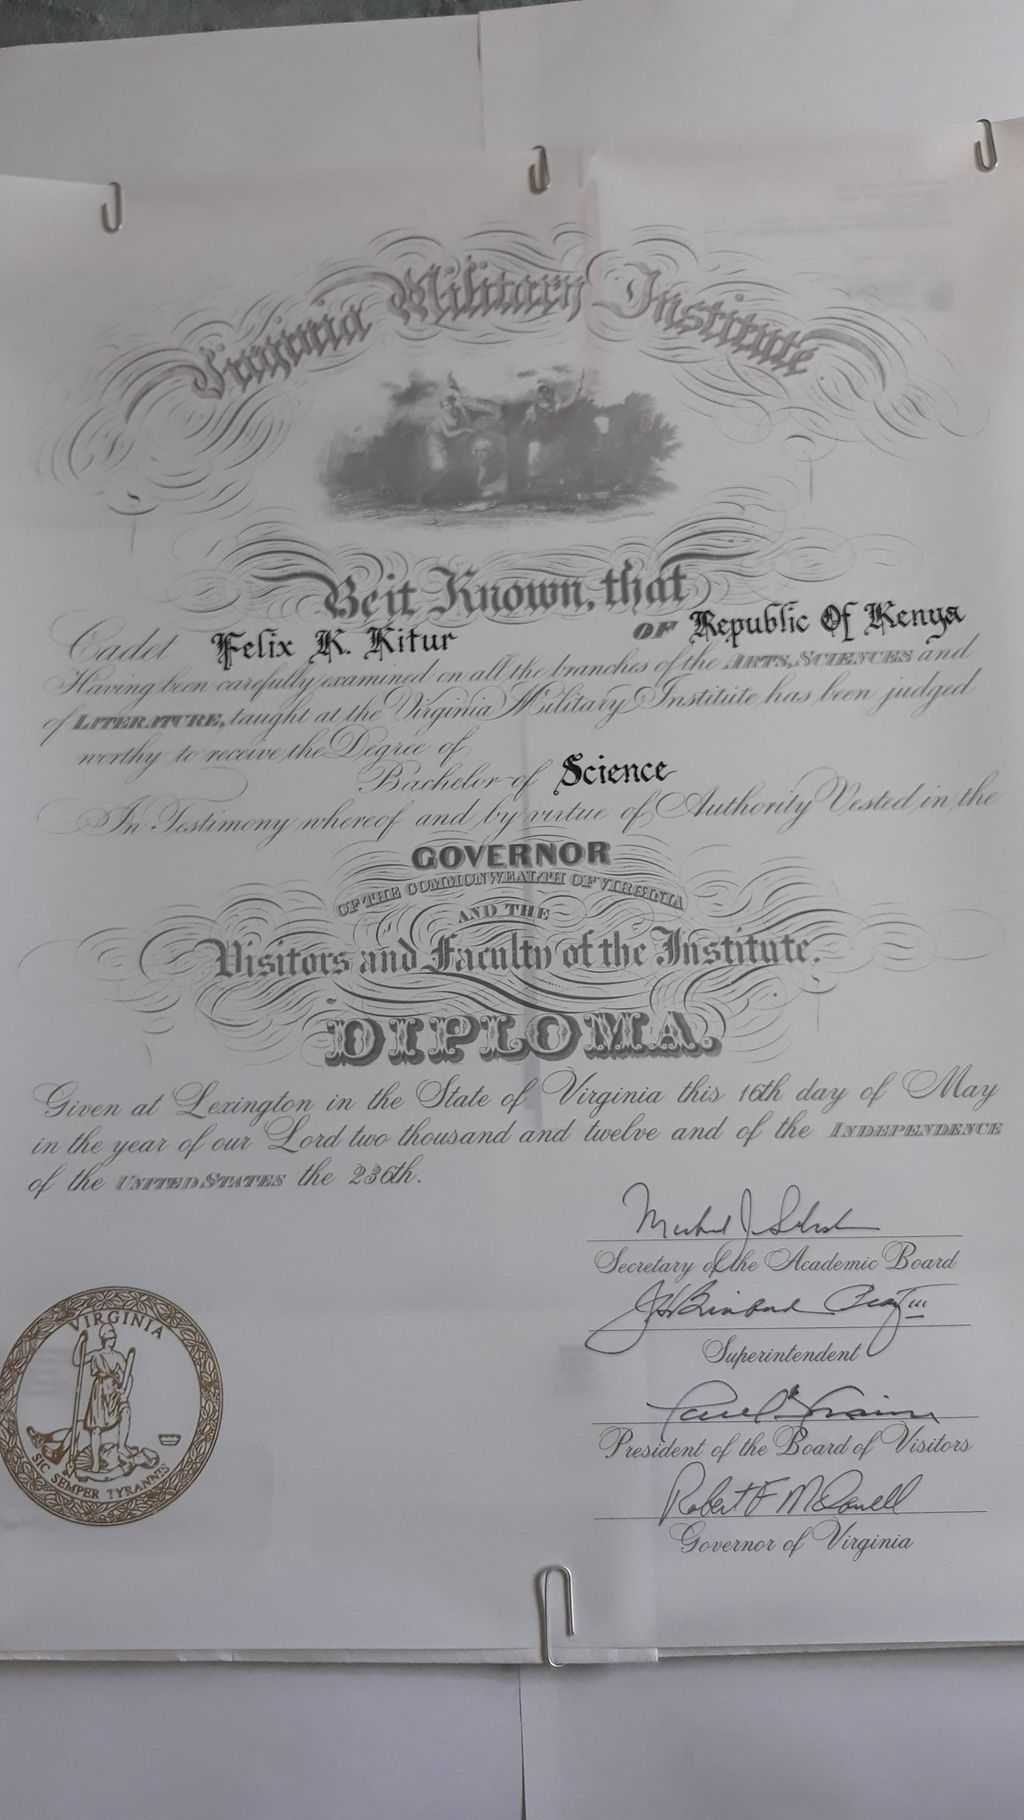 Virginia Military Institute
Be it Known, that
Cadet Felix K. Kitur OF Republic Of Kenya
Having been carefully examined on all the branches of the ARTS, SCIENCES and
of LITERATURE, taught at the Virginia Military Institute has been judged
worthy to receive the Degree of
Bachelor of Science
In Testimony whereof and by virtue of Authority Vested in the
GOVERNOR
OF THE COMMONWEALTH OF VIRGINIA
AND THE
Visitors and Faculty of the Institute.
DIPLOMA.
Given at Lexington in the State of Virginia this 16th day of May
in the year of our Lord two thousand and twelve and of the INDEPENDENCE
of the UNITED STATES the 236th.
Secretary of the Academic Board
Superintendent
President of the Board of Visitors
Robert F McDonnell
Governor of Virginia
VIRGINIA
SIC SEMPER TYRANNIS